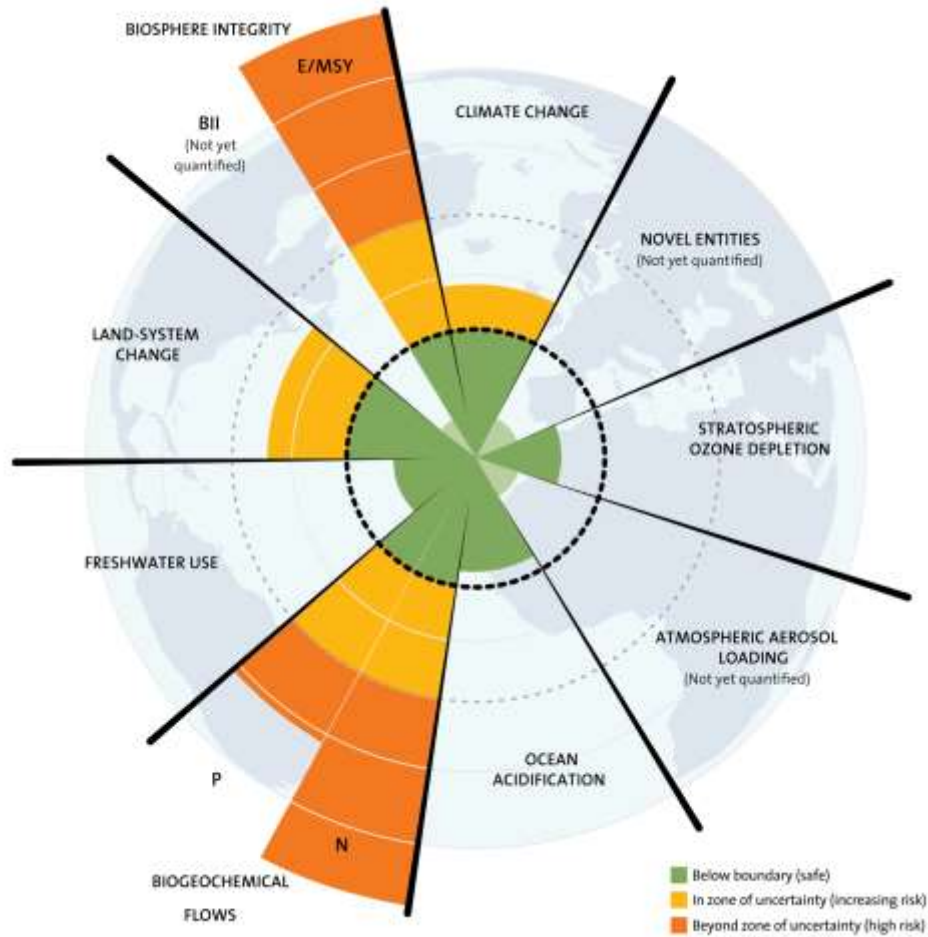 BIOSPHERE INTEGRITY
E/MSY
CLIMATE CHANGE
BII
(Not yet
quantified)
NOVEL ENTITIES
(Not yet quantified)
LAND-SYSTEM
CHANGE
STRATOSPHERIC
OZONE DEPLETION
FRESHWATER USE
ATMOSPHERIC AEROSOL
LOADING
(Not yet quantified)
OCEAN
ACIDIFICATION
P
N
BIOGEOCHEMICAL
FLOWS
Below boundary (safe)
In zone of uncertainty (increasing risk)
Beyond zone of uncertainty (high risk)